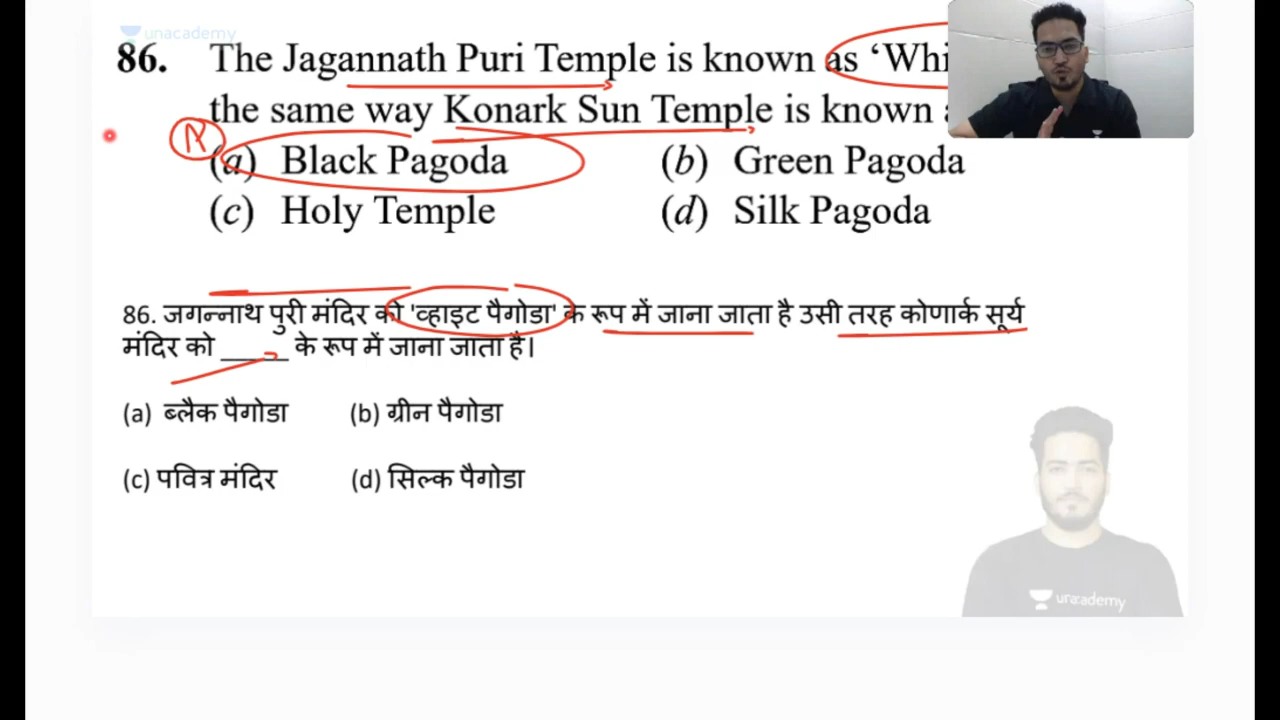 unacademy
86. The Jagannath Puri Temple is known as ‘Whi
the same way Konark Sun Temple is known
A
(a) Black Pagoda (b) Green Pagoda
(c) Holy Temple (d) Silk Pagoda
86. जगन्नाथ पुरी मंदिर को 'व्हाइट पैगोडा' के रूप में जाना जाता है उसी तरह कोणार्क सूर्य
मंदिर को _____ के रूप में जाना जाता है।
(a) ब्लैक पैगोडा (b) ग्रीन पैगोडा
(c) पवित्र मंदिर (d) सिल्क पैगोडा
unacademy